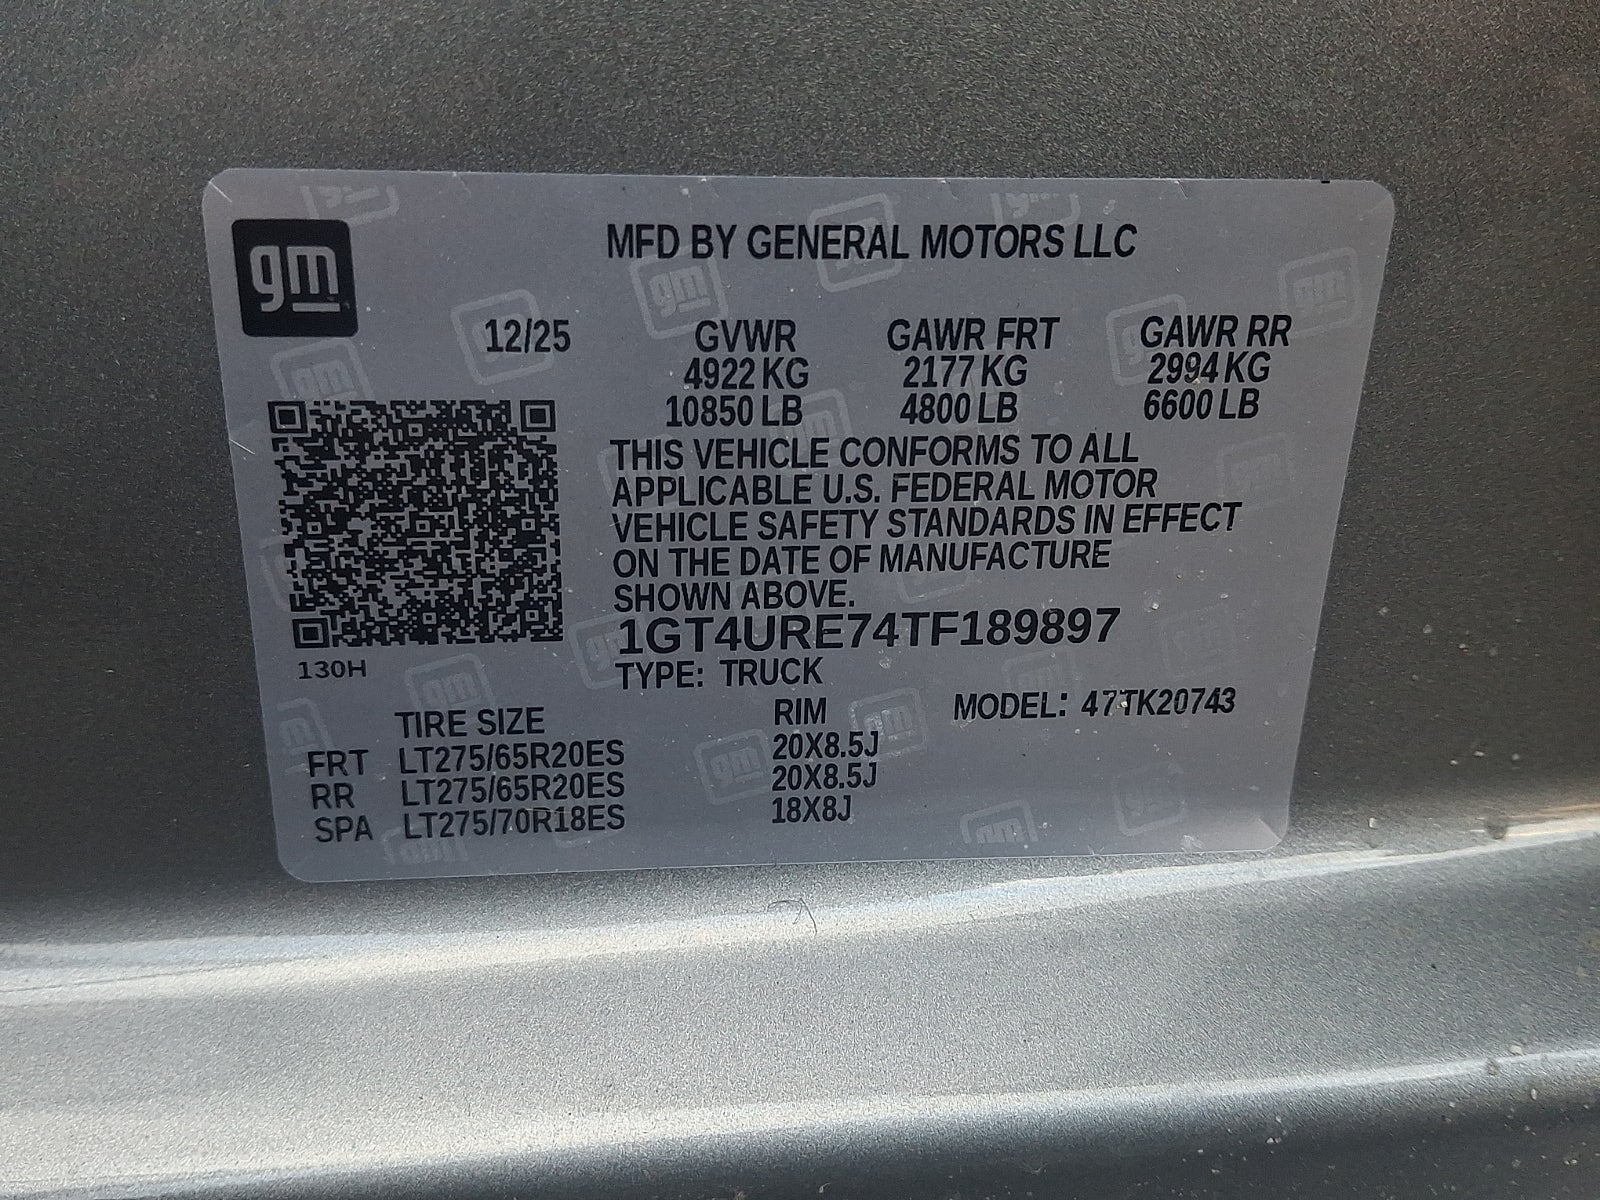 gm
MFD BY GENERAL MOTORS LLC
12/25 GVWR GAWR FRT GAWR RR
4922 KG 2177 KG 2994 KG
10850 LB 4800 LB 6600 LB
THIS VEHICLE CONFORMS TO ALL
APPLICABLE U.S. FEDERAL MOTOR
VEHICLE SAFETY STANDARDS IN EFFECT
ON THE DATE OF MANUFACTURE
SHOWN ABOVE.
1GT4URE74TF189897
130H
TYPE: TRUCK
TIRE SIZE RIM MODEL: 47TK20743
FRT LT275/65R20ES 20X8.5J
RR LT275/65R20ES 20X8.5J
SPA LT275/70R18ES 18X8J